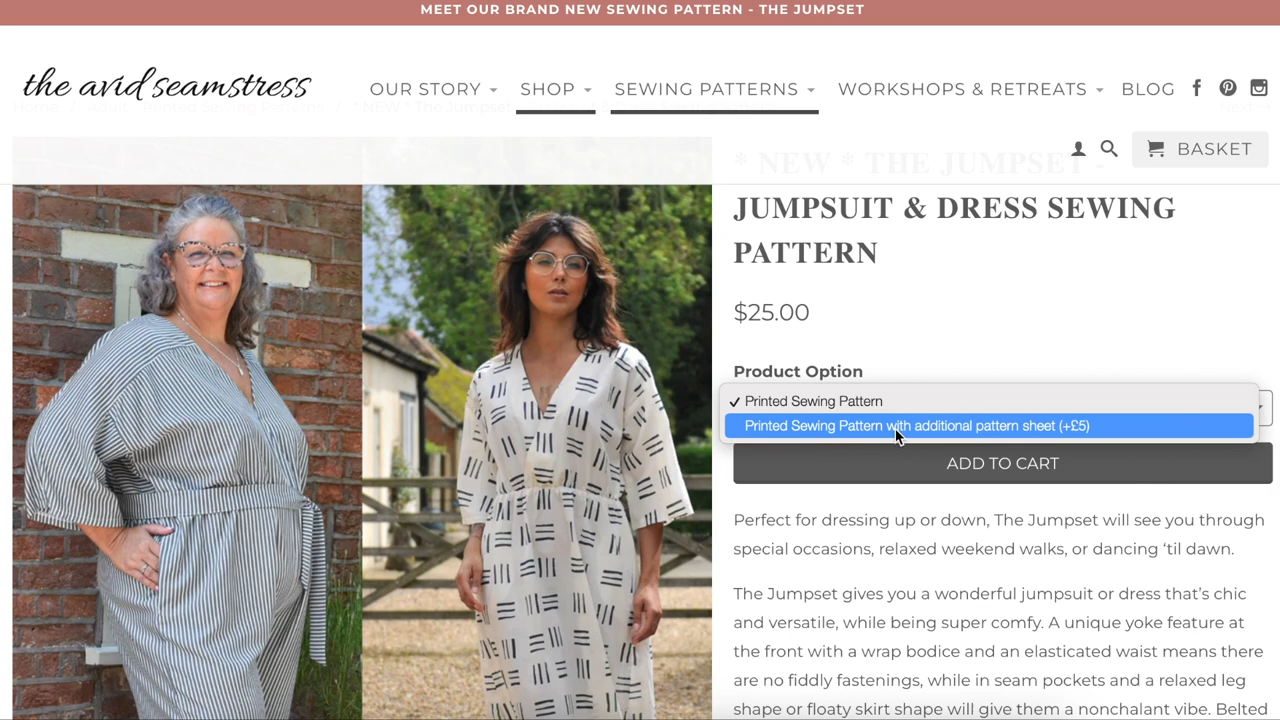 MEET OUR BRAND NEW SEWING PATTERN - THE JUMPSET
the avid seamstress
OUR STORY
SHOP
SEWING PATTERNS
WORKSHOPS & RETREATS
BLOG
BASKET
* NEW * THE JUMPSET -
JUMPSUIT & DRESS SEWING
PATTERN
$25.00
Product Option
✓ Printed Sewing Pattern
Printed Sewing Pattern with additional pattern sheet (+£5)
ADD TO CART
Perfect for dressing up or down, The Jumpset will see you through
special occasions, relaxed weekend walks, or dancing ‘til dawn.
The Jumpset gives you a wonderful jumpsuit or dress that’s chic
and versatile, while being super comfy. A unique yoke feature at
the front with a wrap bodice and an elasticated waist means there
are no fiddly fastenings, while in seam pockets and a relaxed leg
shape or floaty skirt shape will give them a nonchalant vibe. Belted